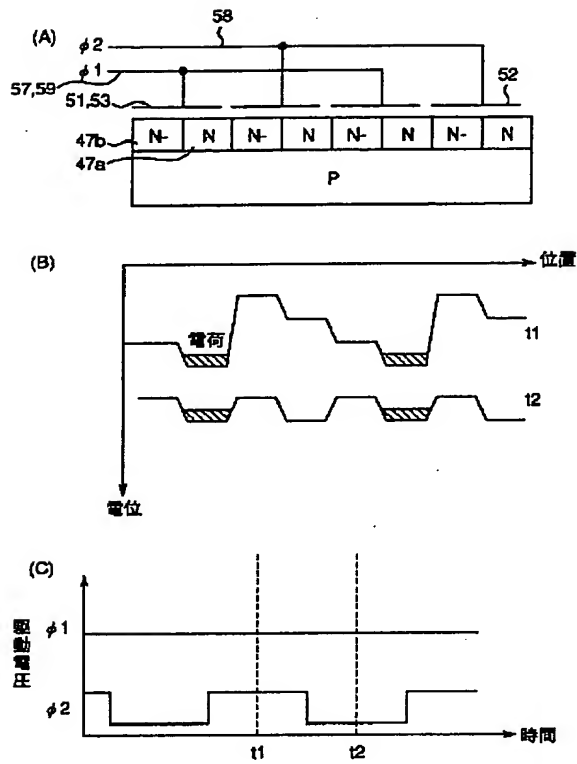 (A)
58
φ2
φ1
57,59
51,53
52
N- N N- N N- N N- N
47b
47a
P
(B)
位置
電荷
t1
t2
電位
(C)
駆動電圧
φ1
φ2
t1 t2
時間